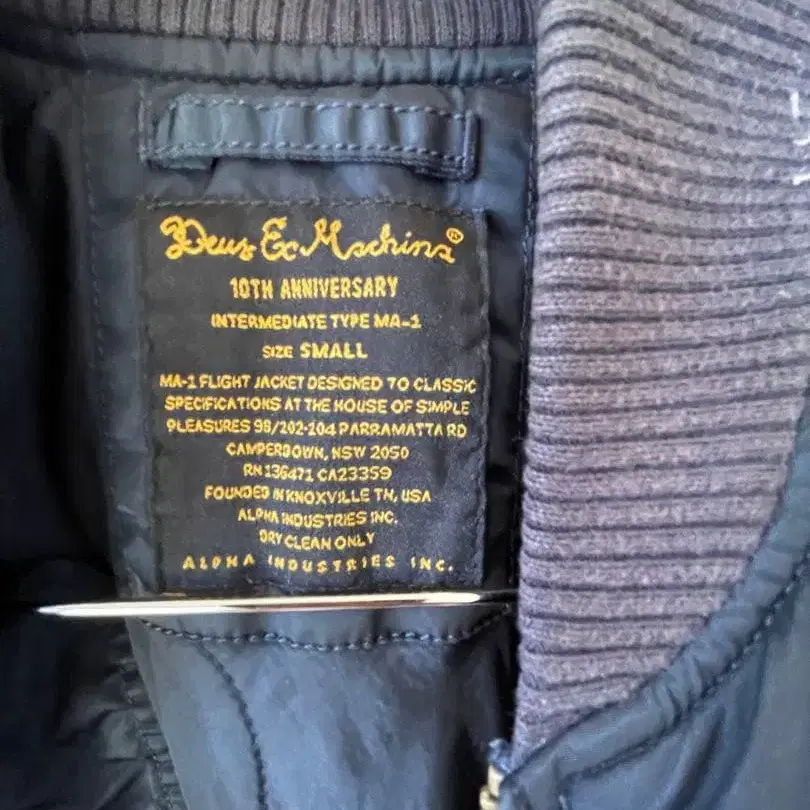 Deus Ex Machina®
10TH ANNIVERSARY
INTERMEDIATE TYPE MA-1
SIZE SMALL
MA-1 FLIGHT JACKET DESIGNED TO CLASSIC
SPECIFICATIONS AT THE HOUSE OF SIMPLE
PLEASURES 98/202-204 PARRAMATTA RD
CAMPERDOWN, NSW 2050
RN 136471 CA23359
FOUNDED IN KNOXVILLE TN, USA
ALPHA INDUSTRIES INC.
DRY CLEAN ONLY
ALPHA INDUSTRIES INC.